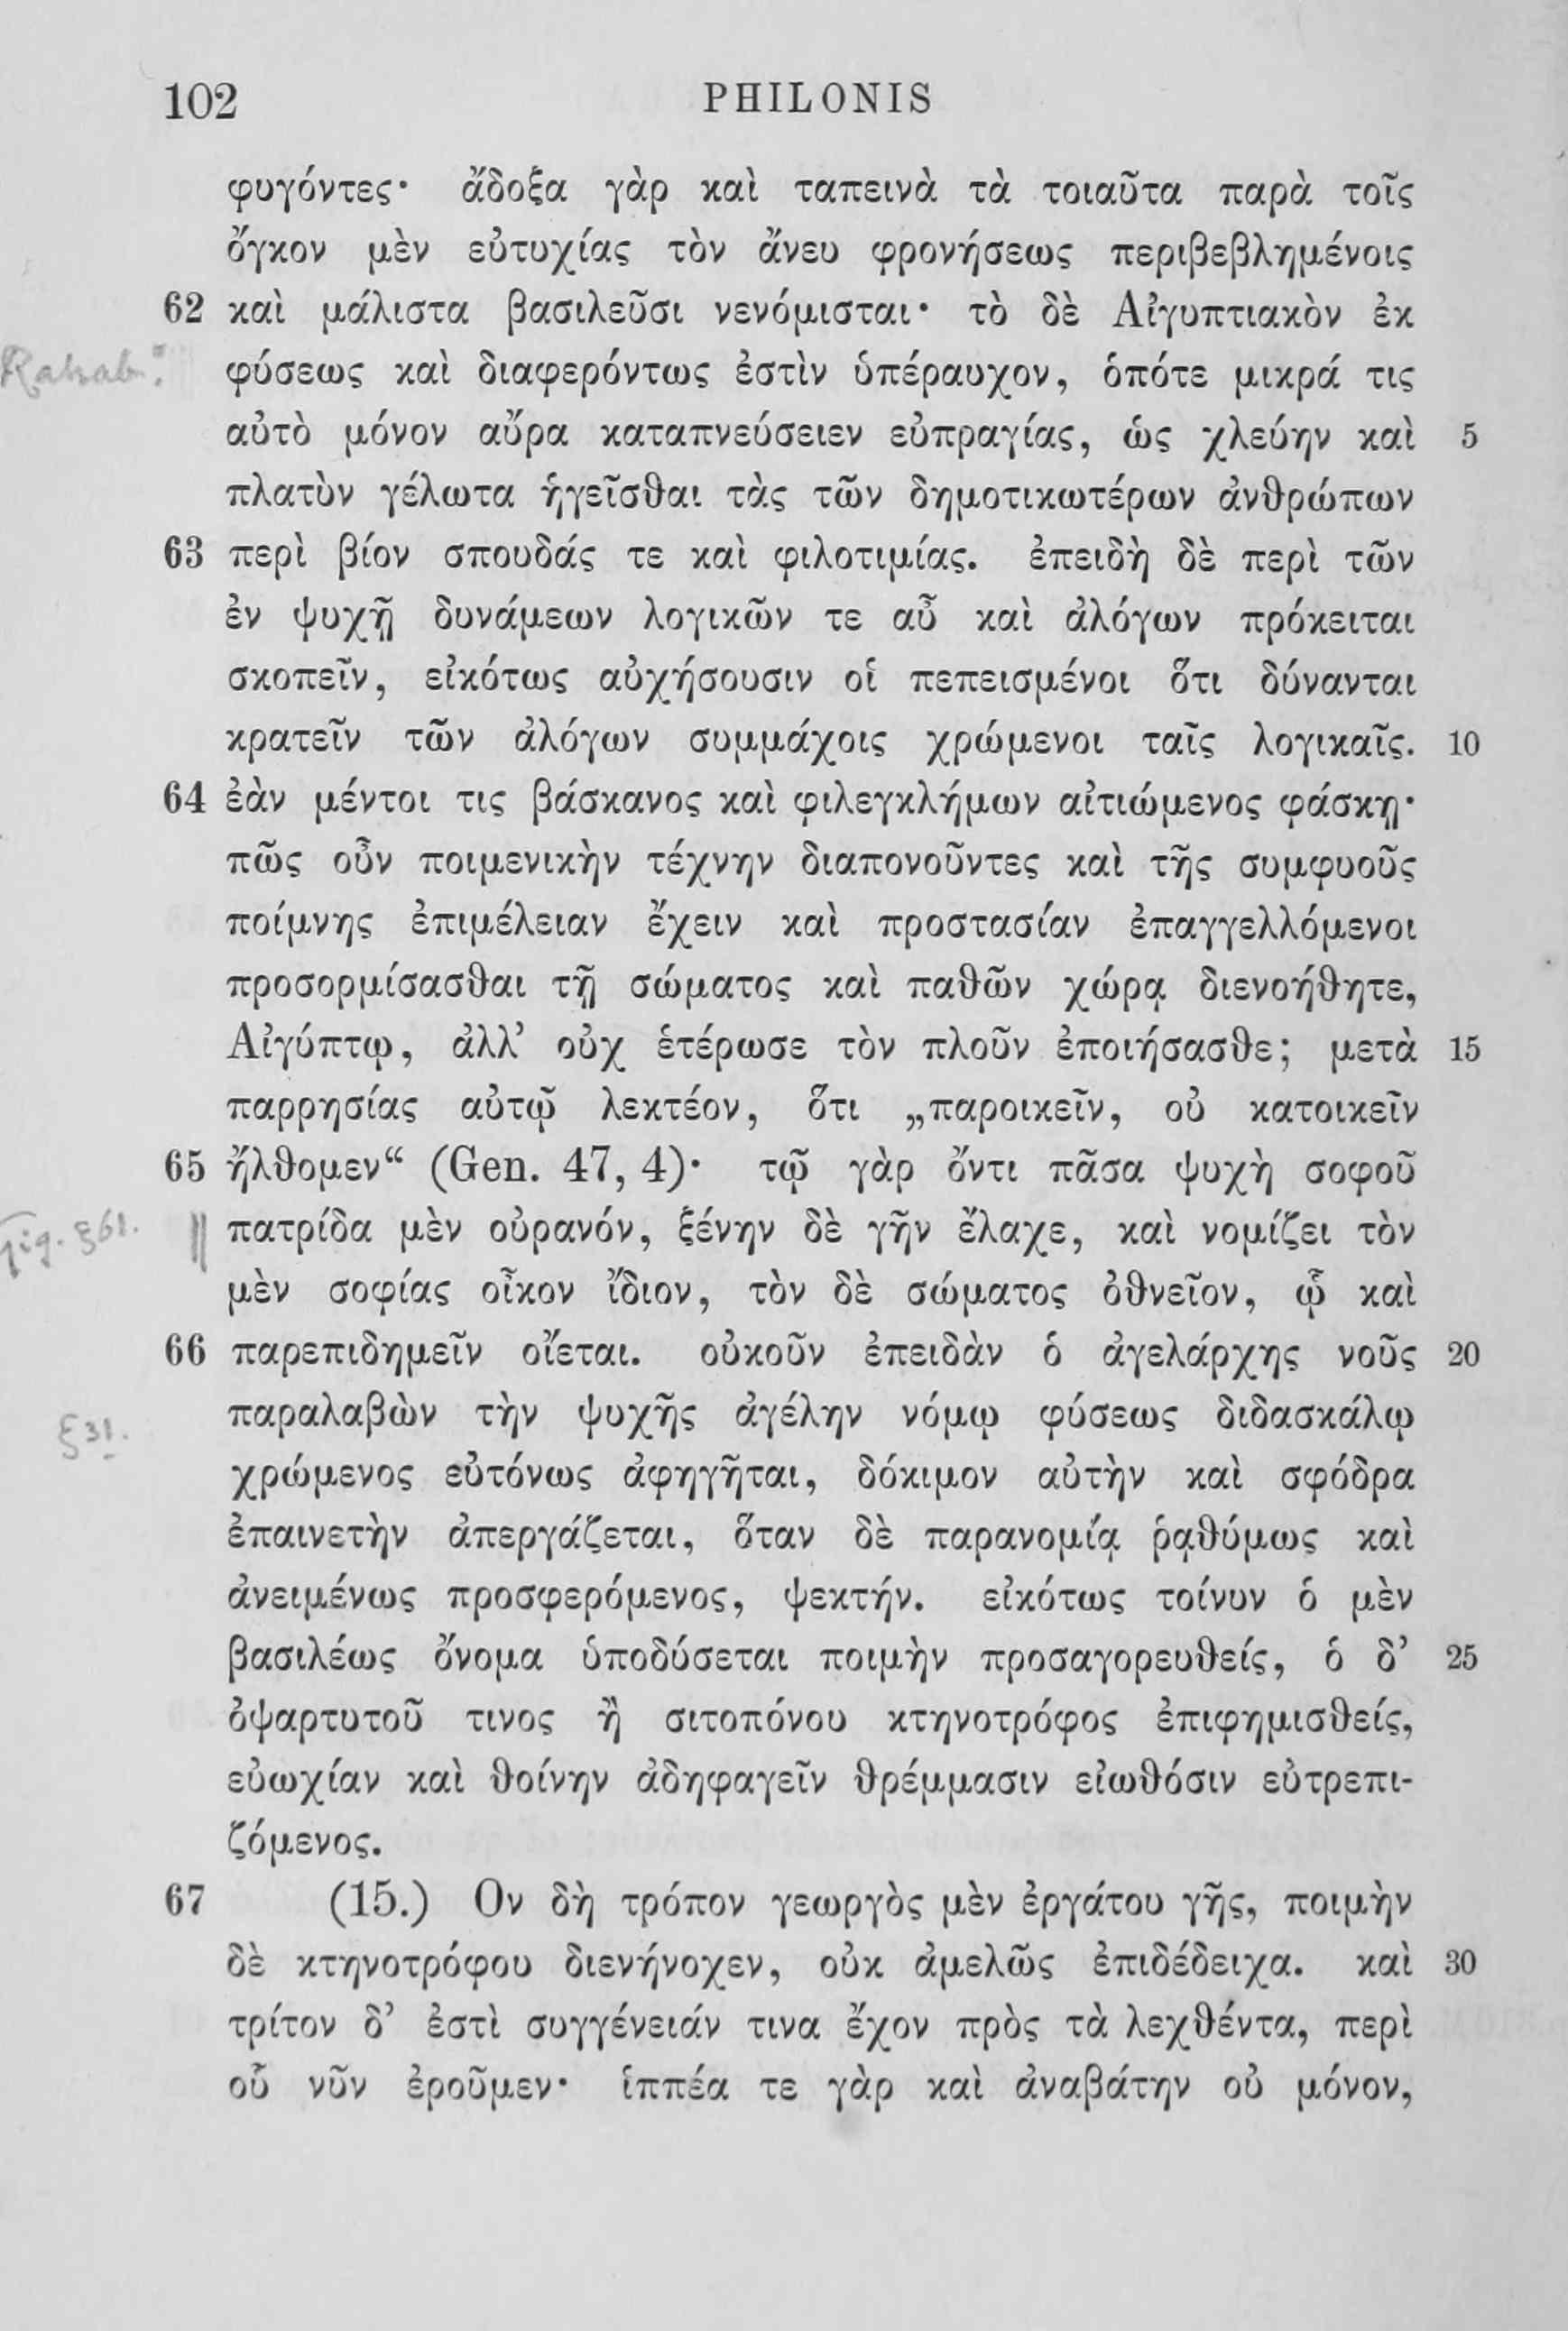 102 PHILONIS
φυγόντες· ἄδοξα γὰρ καὶ ταπεινὰ τὰ τοιαῦτα παρὰ τοῖς
ὄγκον μὲν εὐτυχίας τὸν ἄνευ φρονήσεως περιβεβλημένοις
62 καὶ μάλιστα βασιλεῦσι νενόμισται· τὸ δὲ Αἰγυπτιακὸν ἐκ
Rahab. φύσεως καὶ διαφερόντως ἐστὶν ὑπέραυχον, ὁπότε μικρά τις
αὐτὸ μόνον αὔρα καταπνεύσειεν εὐπραγίας, ὡς χλεύην καὶ 5
πλατὺν γέλωτα ἡγεῖσθαι τὰς τῶν δημοτικωτέρων ἀνθρώπων
63 περὶ βίον σπουδάς τε καὶ φιλοτιμίας. ἐπειδὴ δὲ περὶ τῶν
ἐν ψυχῇ δυνάμεων λογικῶν τε αὖ καὶ ἀλόγων πρόκειται
σκοπεῖν, εἰκότως αὐχήσουσιν οἱ πεπεισμένοι ὅτι δύνανται
κρατεῖν τῶν ἀλόγων συμμάχοις χρώμενοι ταῖς λογικαῖς. 10
64 ἐὰν μέντοι τις βάσκανος καὶ φιλεγκλήμων αἰτιώμενος φάσκῃ·
πῶς οὖν ποιμενικὴν τέχνην διαπονοῦντες καὶ τῆς συμφυοῦς
ποίμνης ἐπιμέλειαν ἔχειν καὶ προστασίαν ἐπαγγελλόμενοι
προσορμίσασθαι τῇ σώματος καὶ παθῶν χώρᾳ διενοήθητε,
Αἰγύπτῳ, ἀλλ’ οὐχ ἑτέρωσε τὸν πλοῦν ἐποιήσασθε; μετὰ 15
παρρησίας αὐτῷ λεκτέον, ὅτι „παροικεῖν, οὐ κατοικεῖν
65 ἤλθομεν“ (Gen. 47, 4)· τῷ γὰρ ὄντι πᾶσα ψυχὴ σοφοῦ
Gig. §61. πατρίδα μὲν οὐρανόν, ξένην δὲ γῆν ἔλαχε, καὶ νομίζει τὸν
μὲν σοφίας οἶκον ἴδιον, τὸν δὲ σώματος ὀθνεῖον, ᾧ καὶ
66 παρεπιδημεῖν οἴεται. οὐκοῦν ἐπειδὰν ὁ ἀγελάρχης νοῦς 20
§31. παραλαβὼν τὴν ψυχῆς ἀγέλην νόμῳ φύσεως διδασκάλῳ
χρώμενος εὐτόνως ἀφηγῆται, δόκιμον αὐτὴν καὶ σφόδρα
ἐπαινετὴν ἀπεργάζεται, ὅταν δὲ παρανομίᾳ ῥᾳθύμως καὶ
ἀνειμένως προσφερόμενος, ψεκτήν. εἰκότως τοίνυν ὁ μὲν
βασιλέως ὄνομα ὑποδύσεται ποιμὴν προσαγορευθείς, ὁ δ’ 25
ὀψαρτυτοῦ τινος ἢ σιτοπόνου κτηνοτρόφος ἐπιφημισθείς,
εὐωχίαν καὶ θοίνην ἀδηφαγεῖν θρέμμασιν εἰωθόσιν εὐτρεπι-
ζόμενος.
67 (15.) Ον δὴ τρόπον γεωργὸς μὲν ἐργάτου γῆς, ποιμὴν
δὲ κτηνοτρόφου διενήνοχεν, οὐκ ἀμελῶς ἐπιδέδειχα. καὶ 30
τρίτον δ’ ἐστὶ συγγένειάν τινα ἔχον πρὸς τὰ λεχθέντα, περὶ
οὗ νῦν ἐροῦμεν· ἱππέα τε γὰρ καὶ ἀναβάτην οὐ μόνον,